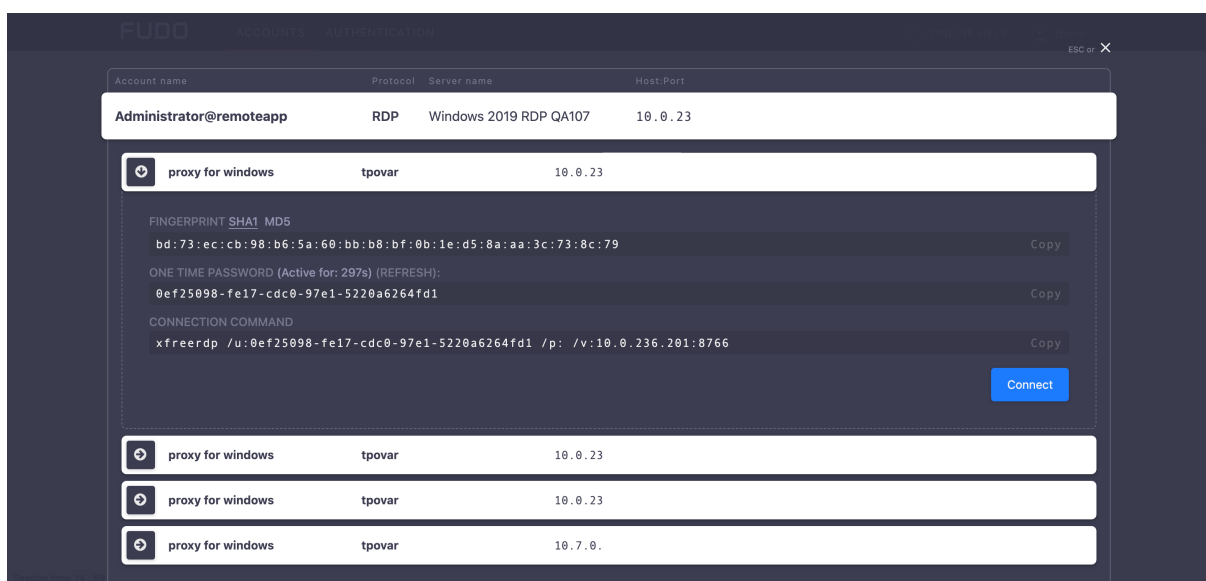 FUDO ACCOUNTS AUTHENTICATION
ESC or ×
Account name Protocol Server name Host:Port
Administrator@remoteapp RDP Windows 2019 RDP QA107 10.0.23
proxy for windows tpovar 10.0.23
FINGERPRINT SHA1 MD5
bd:73:ec:cb:98:b6:5a:60:bb:b8:bf:0b:1e:d5:8a:aa:3c:73:8c:79 Copy
ONE TIME PASSWORD (Active for: 297s) (REFRESH):
0ef25098-fe17-cdc0-97e1-5220a6264fd1 Copy
CONNECTION COMMAND
xfreerdp /u:0ef25098-fe17-cdc0-97e1-5220a6264fd1 /p: /v:10.0.236.201:8766 Copy
Connect
proxy for windows tpovar 10.0.23
proxy for windows tpovar 10.0.23
proxy for windows tpovar 10.7.0.